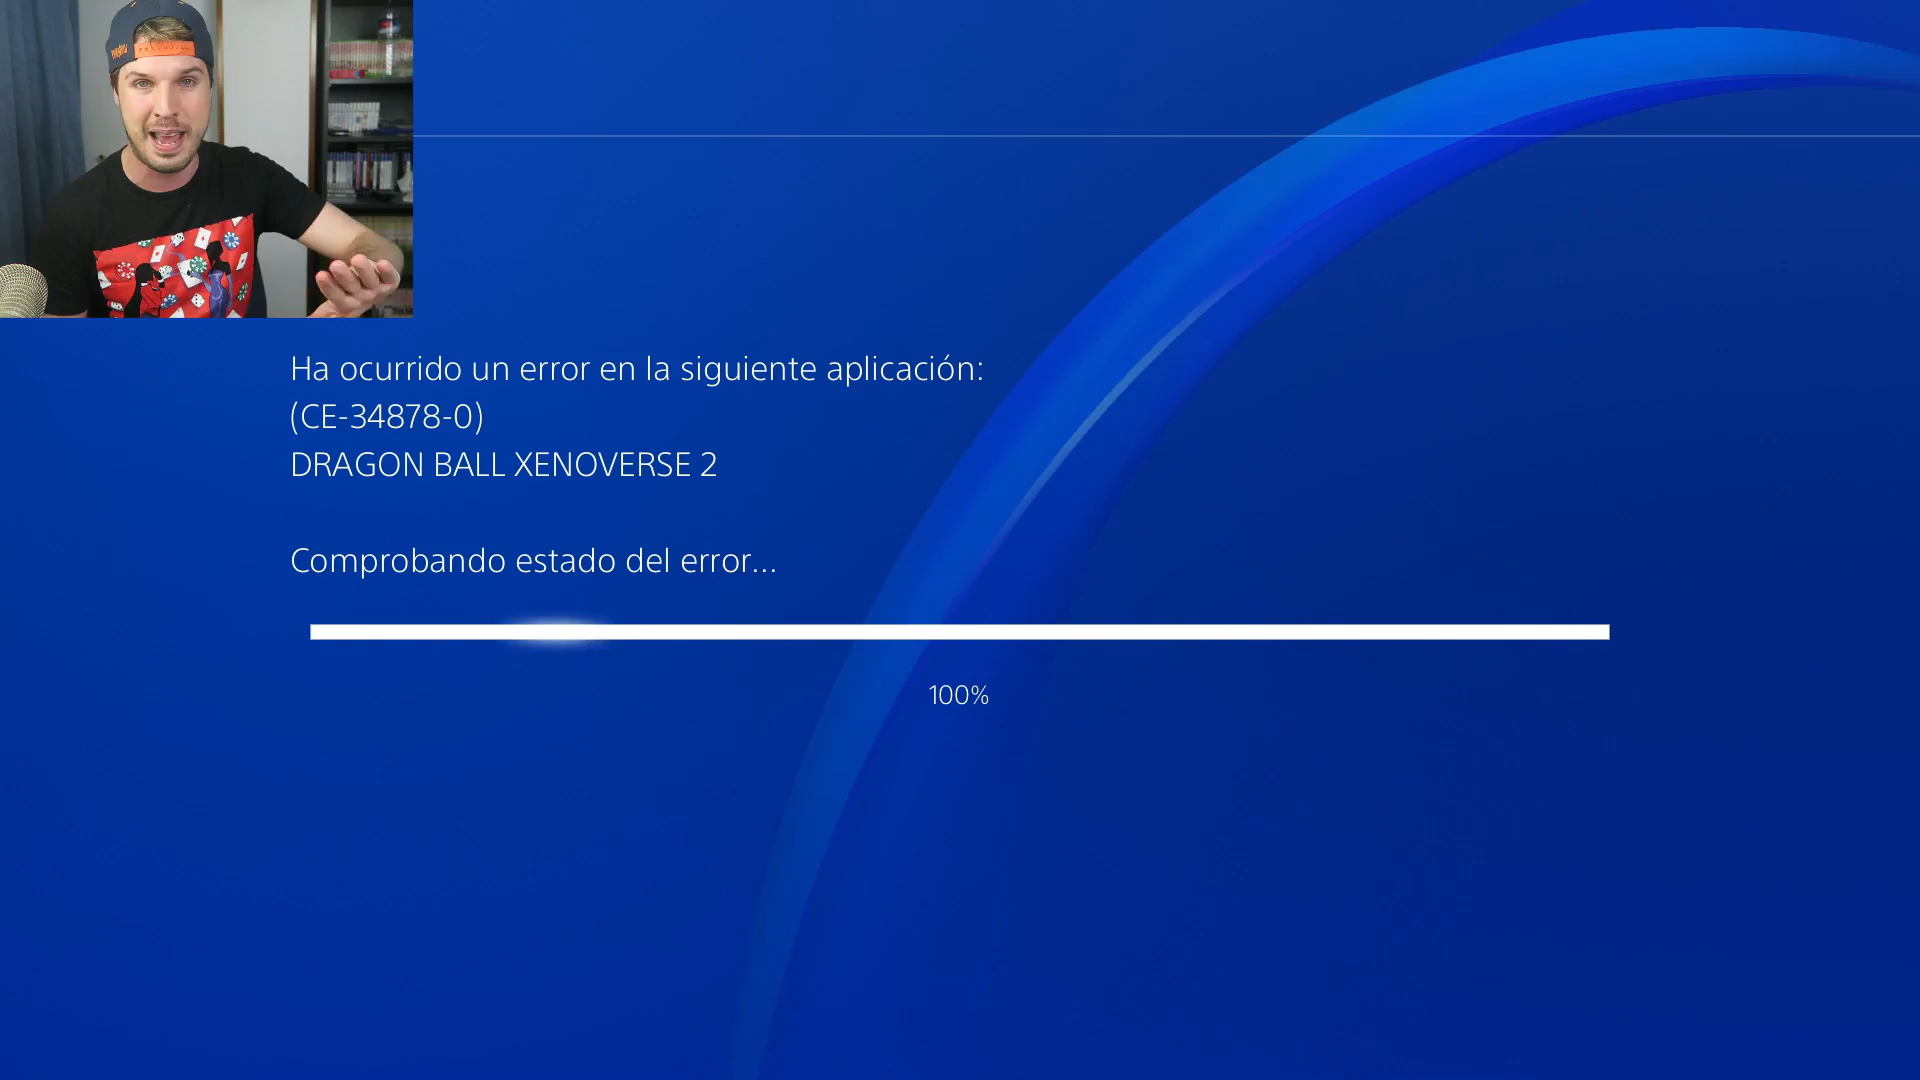 Ha ocurrido un error en la siguiente aplicación:
(CE-34878-0)
DRAGON BALL XENOVERSE 2
Comprobando estado del error...
100%